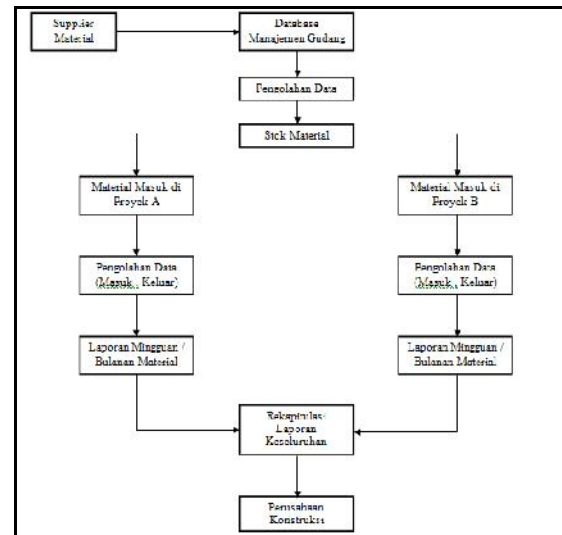 Supplier
Material
Database
Manajemen Gudang
Pengolahan Data
Stok Material
Material Masuk di
Proyek A
Material Masuk di
Proyek B
Pengolahan Data
(Masuk , Keluar)
Pengolahan Data
(Masuk , Keluar)
Laporan Mingguan /
Bulanan Material
Laporan Mingguan /
Bulanan Material
Rekapitulasi
Laporan
Keseluruhan
Perusahaan
Konstruksi